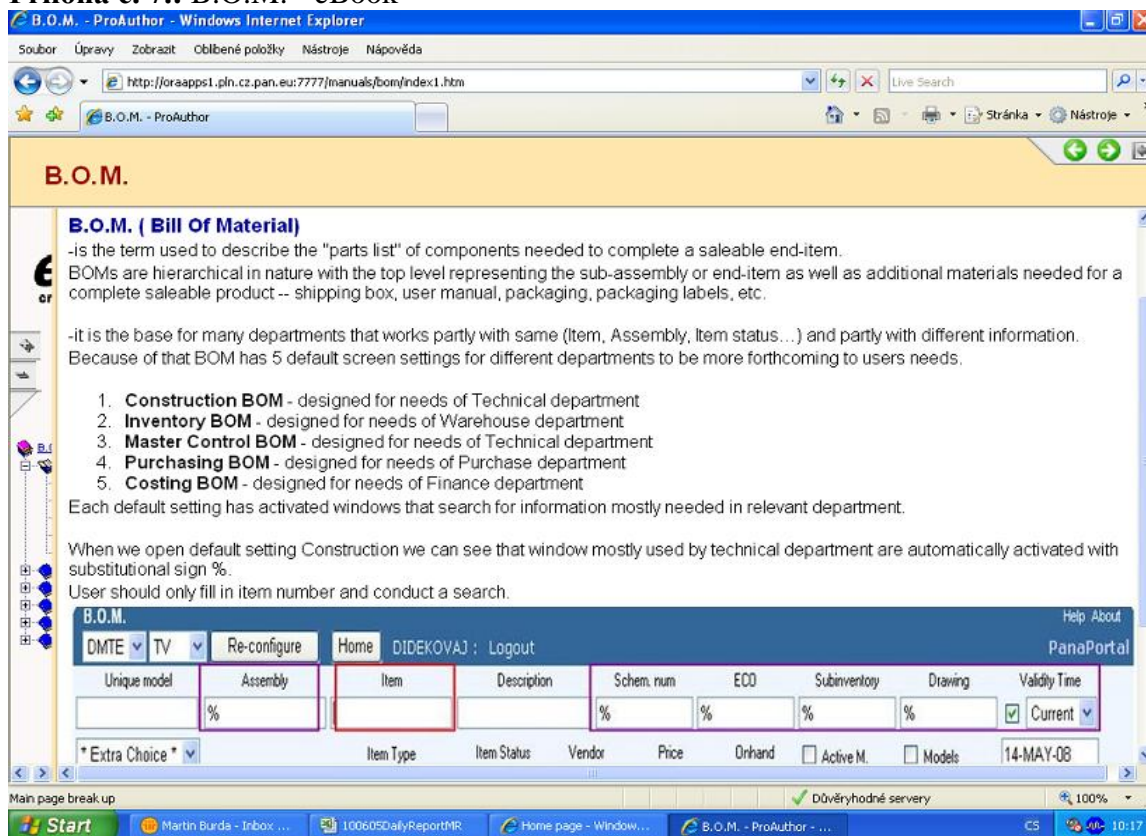 B.O.M. - eBook
B.O.M. - ProAuthor - Windows Internet Explorer
Soubor Úpravy Zobrazit Oblíbené položky Nástroje Nápověda
http://oraapps1.pln.cz.pan.eu:7777/manuals/bom/index1.htm Live Search
B.O.M. - ProAuthor Stránka Nástroje
B.O.M.
B.O.M. ( Bill Of Material)
-is the term used to describe the "parts list" of components needed to complete a saleable end-item.
BOMs are hierarchical in nature with the top level representing the sub-assembly or end-item as well as additional materials needed for a
complete saleable product -- shipping box, user manual, packaging, packaging labels, etc.
-it is the base for many departments that works partly with same (Item, Assembly, Item status...) and partly with different information.
Because of that BOM has 5 default screen settings for different departments to be more forthcoming to users needs.
1. Construction BOM - designed for needs of Technical department
2. Inventory BOM - designed for needs of Warehouse department
3. Master Control BOM - designed for needs of Technical department
4. Purchasing BOM - designed for needs of Purchase department
5. Costing BOM - designed for needs of Finance department
Each default setting has activated windows that search for information mostly needed in relevant department.
When we open default setting Construction we can see that window mostly used by technical department are automatically activated with
substitutional sign %.
User should only fill in item number and conduct a search.
B.O.M. Help About
DMTE TV Re-configure Home DIDEKOVAJ : Logout PanaPortal
Unique model Assembly Item Description Schem. num ECO Subinventory Drawing Validity Time
% % % % % Current
* Extra Choice * Item Type Item Status Vendor Price Onhand Active M. Models 14-MAY-08
Main page break up Důvěryhodné servery 100%
Start Martin Burda - Inbox ... 100605DailyReportMR Home page - Window... B.O.M. - ProAuthor - ... CS 10:17